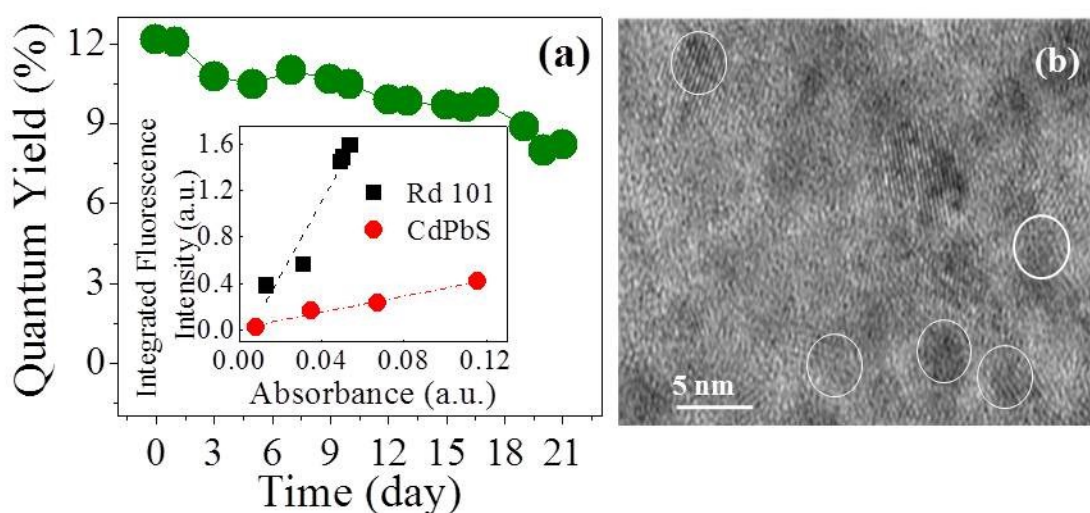 (a)
Quantum Yield (%)
12
9
6
3
0
0 3 6 9 12 15 18 21
Time (day)
Integrated Fluorescence
Intensity (a.u.)
1.6
1.2
0.8
0.4
0.0
Rd 101
CdPbS
0.00 0.04 0.08 0.12
Absorbance (a.u.)
(b)
5 nm